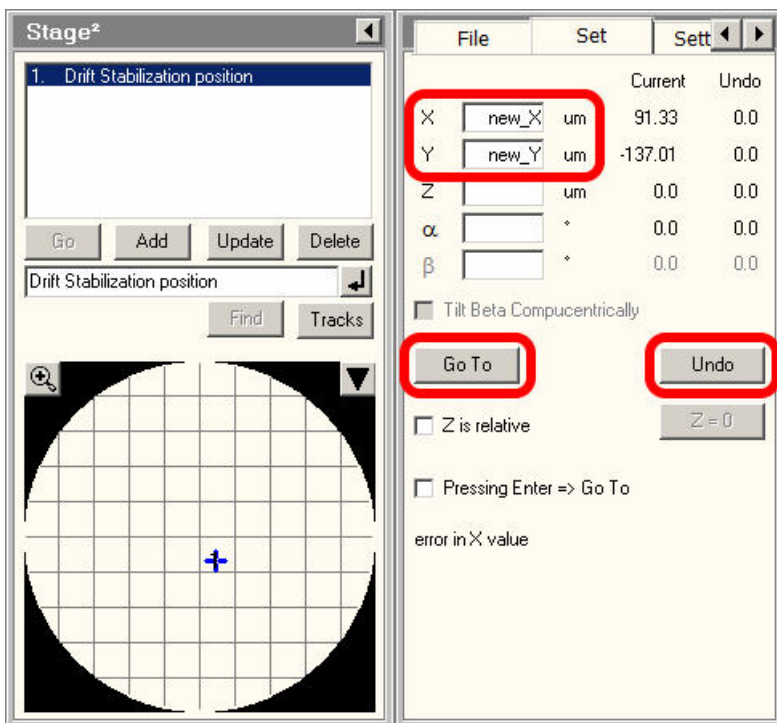 Stage²
1. Drift Stabilization position
Go Add Update Delete
Drift Stabilization position
Find Tracks
File Set Sett
Current Undo
X new_X um 91.33 0.0
Y new_Y um -137.01 0.0
Z um 0.0 0.0
α ° 0.0 0.0
β ° 0.0 0.0
Tilt Beta Compucentrically
Go To Undo
Z is relative Z = 0
Pressing Enter => Go To
error in X value